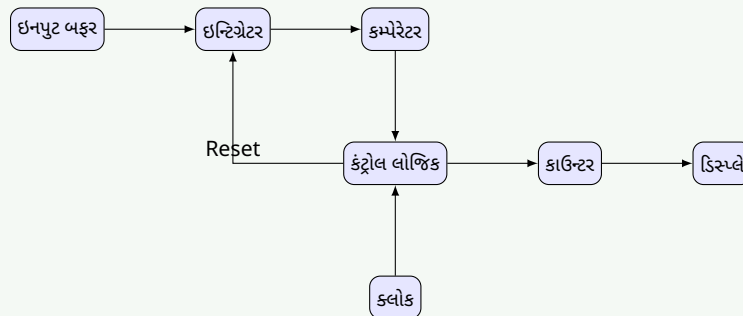 ઇનપુટ બફર
ઇન્ટિગ્રેટર
કમ્પેરેટર
Reset
કંટ્રોલ લોજિક
કાઉન્ટર
ડિસ્પ્લે
ક્લોક